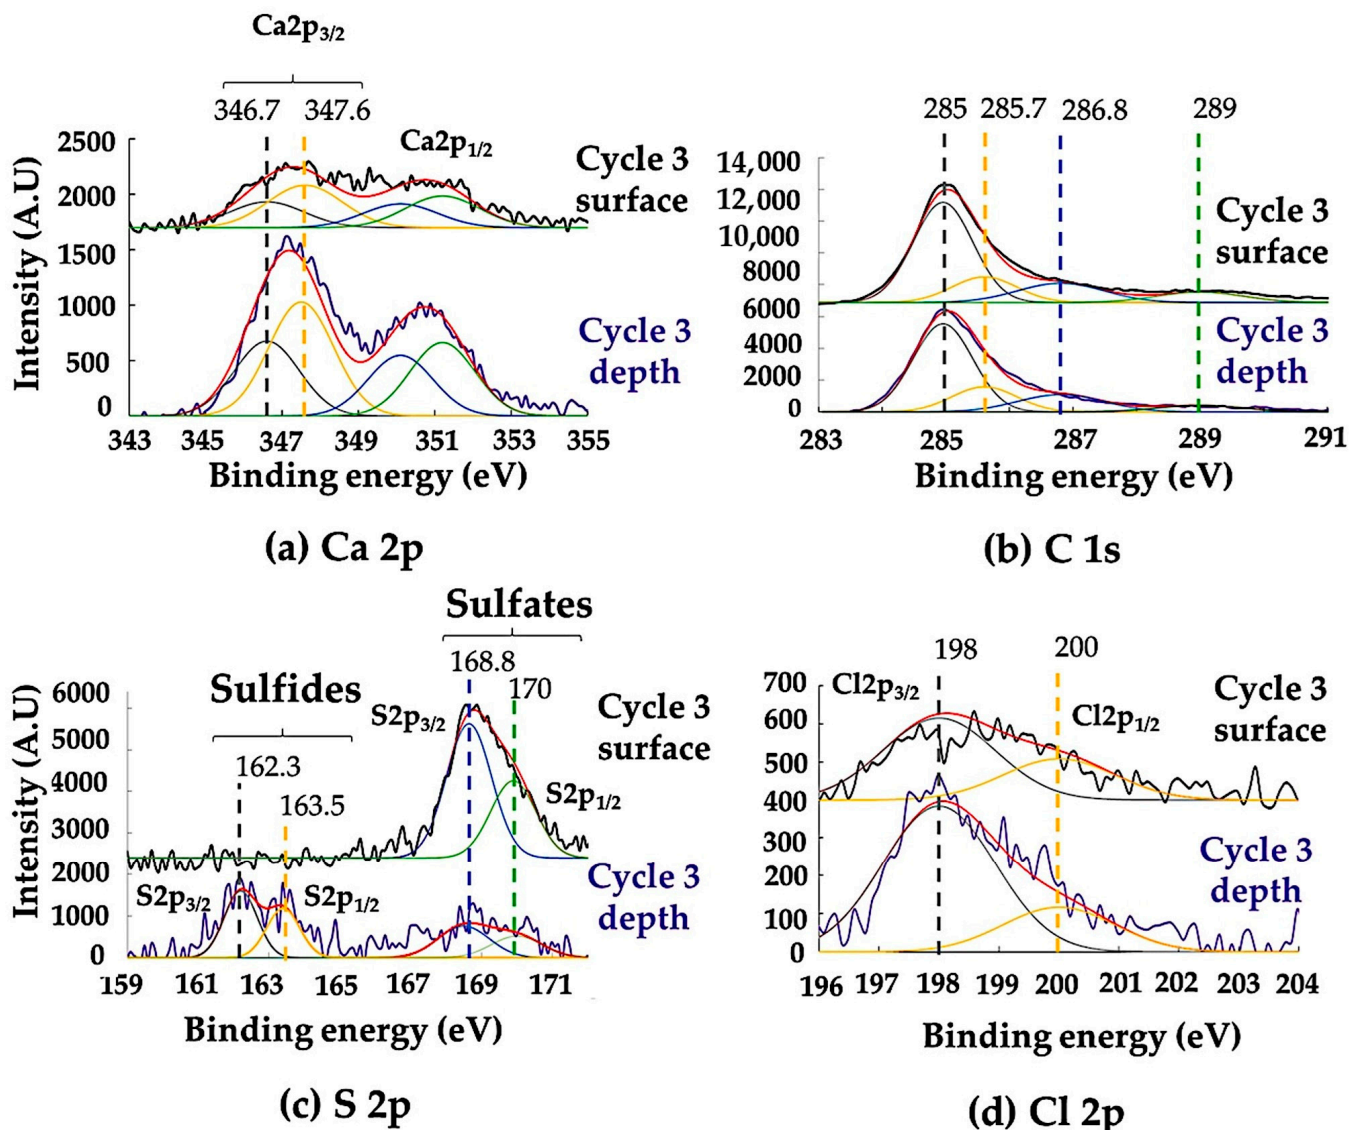 Ca2p3/2
346.7 347.6
Ca2p1/2
Cycle 3
surface
Cycle 3
depth
Intensity (A.U)
2500
2000
1500
1000
500
0
343 345 347 349 351 353 355
Binding energy (eV)
(a) Ca 2p
285 285.7 286.8 289
14,000
12,000
10,000
8000
6000
6000
4000
2000
0
Cycle 3
surface
Cycle 3
depth
283 285 287 289 291
Binding energy (eV)
(b) C 1s
Sulfates
168.8
170
Sulfides
162.3
163.5
S2p3/2
S2p1/2
S2p3/2
S2p1/2
Cycle 3
surface
Cycle 3
depth
Intensity (A.U)
6000
5000
4000
3000
2000
1000
0
159 161 163 165 167 169 171
Binding energy (eV)
(c) S 2p
198 200
Cl2p3/2
Cl2p1/2
Cycle 3
surface
Cycle 3
depth
700
600
500
400
300
200
100
0
196 197 198 199 200 201 202 203 204
Binding energy (eV)
(d) Cl 2p